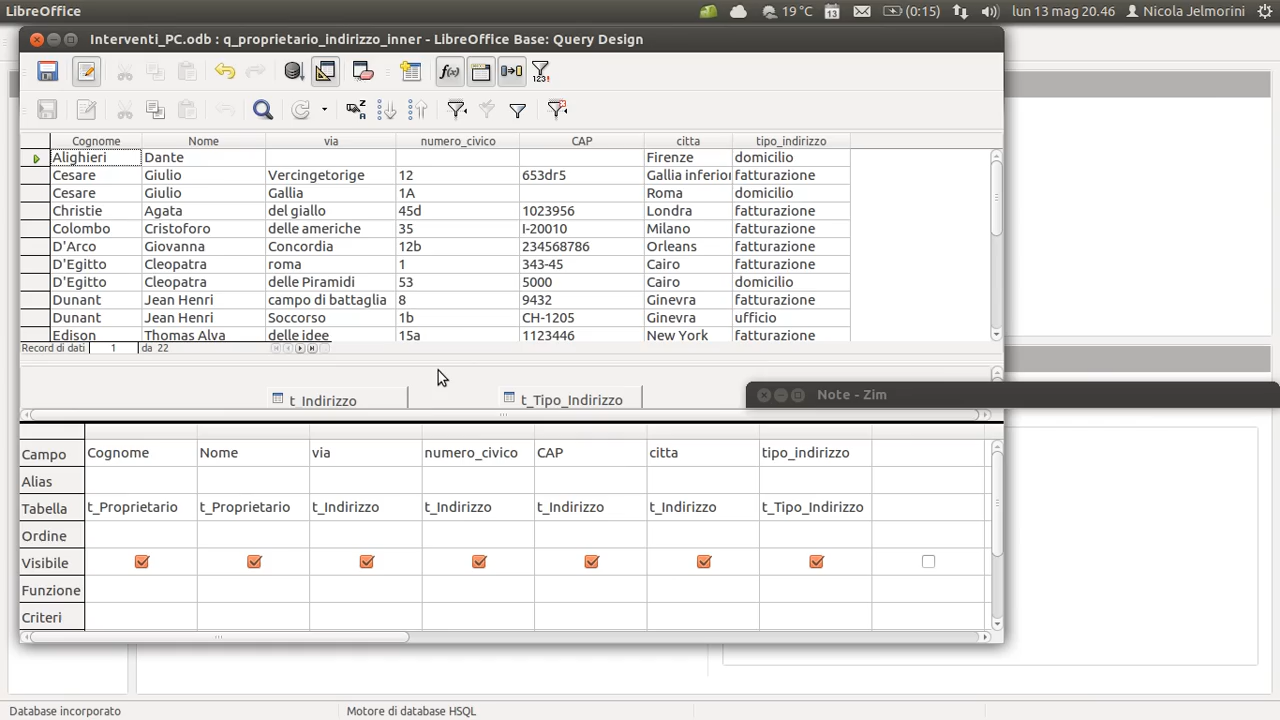 LibreOffice 19 °C 13 (0:15) lun 13 mag 20.46 Nicola Jelmorini
Interventi_PC.odb : q_proprietario_indirizzo_inner - LibreOffice Base: Query Design
Cognome Nome via numero_civico CAP citta tipo_indirizzo
Alighieri Dante Firenze domicilio
Cesare Giulio Vercingetorige 12 653dr5 Gallia inferior fatturazione
Cesare Giulio Gallia 1A Roma domicilio
Christie Agata del giallo 45d 1023956 Londra fatturazione
Colombo Cristoforo delle americhe 35 I-20010 Milano fatturazione
D'Arco Giovanna Concordia 12b 234568786 Orleans fatturazione
D'Egitto Cleopatra roma 1 343-45 Cairo fatturazione
D'Egitto Cleopatra delle Piramidi 53 5000 Cairo domicilio
Dunant Jean Henri campo di battaglia 8 9432 Ginevra fatturazione
Dunant Jean Henri Soccorso 1b CH-1205 Ginevra ufficio
Edison Thomas Alva delle idee 15a 1123446 New York fatturazione
Record di dati 1 da 22
t_Indirizzo t_Tipo_Indirizzo
Note - Zim
Campo Cognome Nome via numero_civico CAP citta tipo_indirizzo
Alias
Tabella t_Proprietario t_Proprietario t_Indirizzo t_Indirizzo t_Indirizzo t_Indirizzo t_Tipo_Indirizzo
Ordine
Visibile
Funzione
Criteri
Database incorporato Motore di database HSQL